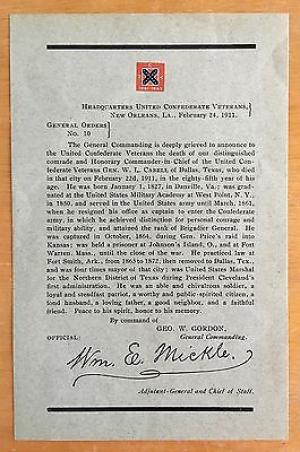 HEADQUARTERS UNITED CONFEDERATE VETERANS,
NEW ORLEANS, LA., February 24, 1911.
GENERAL ORDERS
No. 10
The General Commanding is deeply grieved to announce to
the United Confederate Veterans the death of our distinguished
comrade and Honorary Commander-in-Chief of the United Con-
federate Veterans GEN. W. L. CABELL of Dallas, Texas, who died
in that city on February 22d, 1911, in the eighty-fifth year of his
age. He was born January 1, 1827, in Danville, Va.; was grad-
uated at the United States Military Academy at West Point, N. Y.,
in 1850, and served in the United States army until March, 1861,
when he resigned his office as captain to enter the Confederate
army, in which he achieved distinction for personal courage and
military ability, and attained the rank of Brigadier General. He
was captured in October, 1864, during Gen. Price's raid into
Kansas; was held a prisoner at Johnson's Island, O., and at Fort
Warren, Mass., until the close of the war. He practiced law at
Fort Smith, Ark., from 1865 to 1872; then removed to Dallas, Tex.,
and was four times mayor of that city; was United States Marshal
for the Northern District of Texas during President Cleveland's
first administration. He was an able and chivalrous soldier, a
loyal and steadfast patriot, a worthy and public-spirited citizen, a
fond husband, a loving father, a good neighbor, and a faithful
friend. Peace to his spirit, honor to his memory.
By command of
GEO. W. GORDON,
OFFICIAL: General Commanding.
Wm. E. Mickle.
Adjutant-General and Chief of Staff.